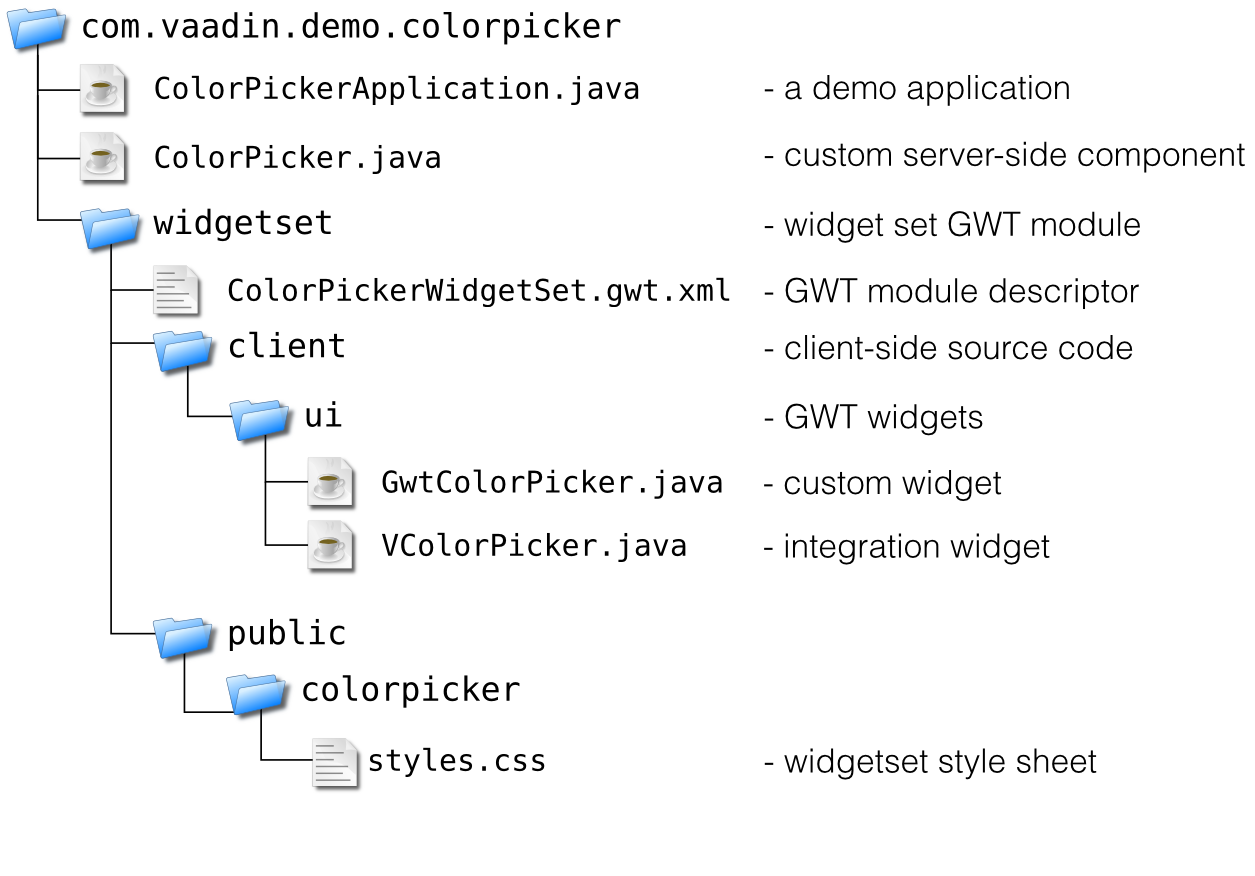 com.vaadin.demo.colorpicker
ColorPickerApplication.java - a demo application
ColorPicker.java - custom server-side component
widgetset - widget set GWT module
ColorPickerWidgetSet.gwt.xml - GWT module descriptor
client - client-side source code
ui - GWT widgets
GwtColorPicker.java - custom widget
VColorPicker.java - integration widget
public
colorpicker
styles.css - widgetset style sheet